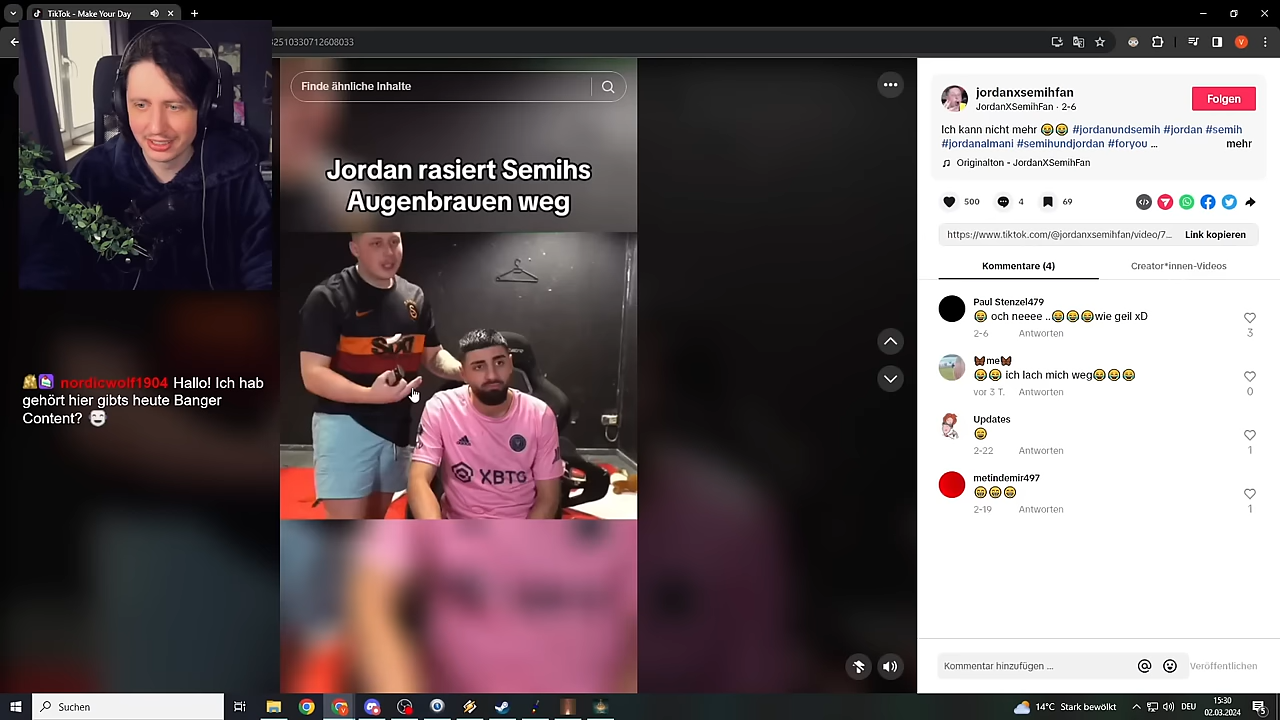 TikTok - Make Your Day
32510330712608033
Finde ähnliche Inhalte
Jordan rasiert Semihs
Augenbrauen weg
SIXT
XBTO
nordicwolf1904 Hallo! Ich hab
gehört hier gibts heute Banger
Content?
jordanxsemihfan
JordanXSemihFan · 2-6
Folgen
Ich kann nicht mehr 😂😂 #jordanundsemih #jordan #semih
#jordanalmani #semihundjordan #foryou ...
mehr
Originalton - JordanXSemihFan
500
4
69
https://www.tiktok.com/@jordanxsemihfan/video/7...
Link kopieren
Kommentare (4)
Creator*innen-Videos
Paul Stenzel479
😂 och neeee ..😂😂😂wie geil xD
2-6 Antworten
3
🦋me🦋
😂😂 ich lach mich weg😂😂😂
vor 3 T. Antworten
0
Updates
😂
2-22 Antworten
1
metindemir497
😂😂😂
2-19 Antworten
1
Kommentar hinzufügen ...
Veröffentlichen
Suchen
14°C Stark bewölkt
DEU
15:30
02.03.2024